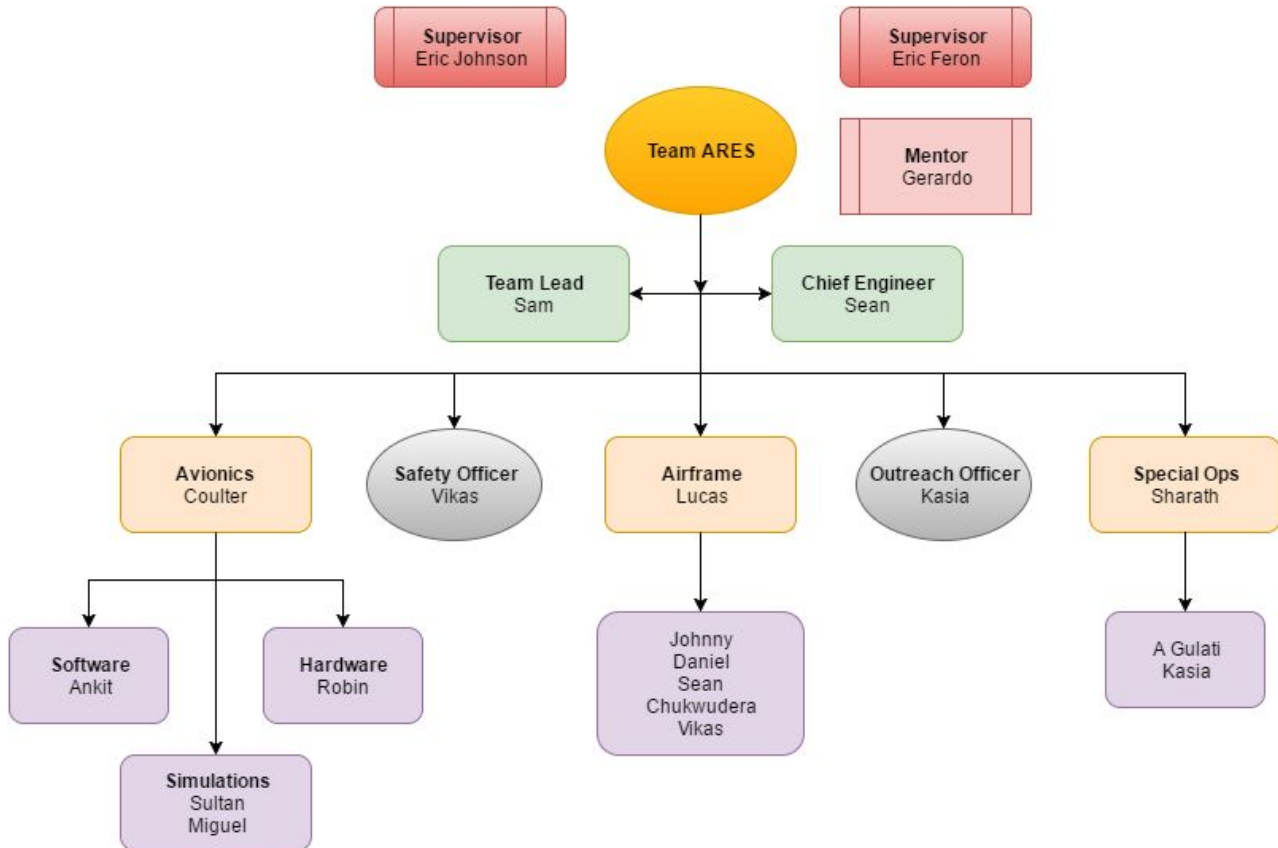 Supervisor
Eric Johnson
Supervisor
Eric Feron
Team ARES
Mentor
Gerardo
Team Lead
Sam
Chief Engineer
Sean
Avionics
Coulter
Safety Officer
Vikas
Airframe
Lucas
Outreach Officer
Kasia
Special Ops
Sharath
Software
Ankit
Hardware
Robin
Simulations
Sultan
Miguel
Johnny
Daniel
Sean
Chukwudera
Vikas
A Gulati
Kasia